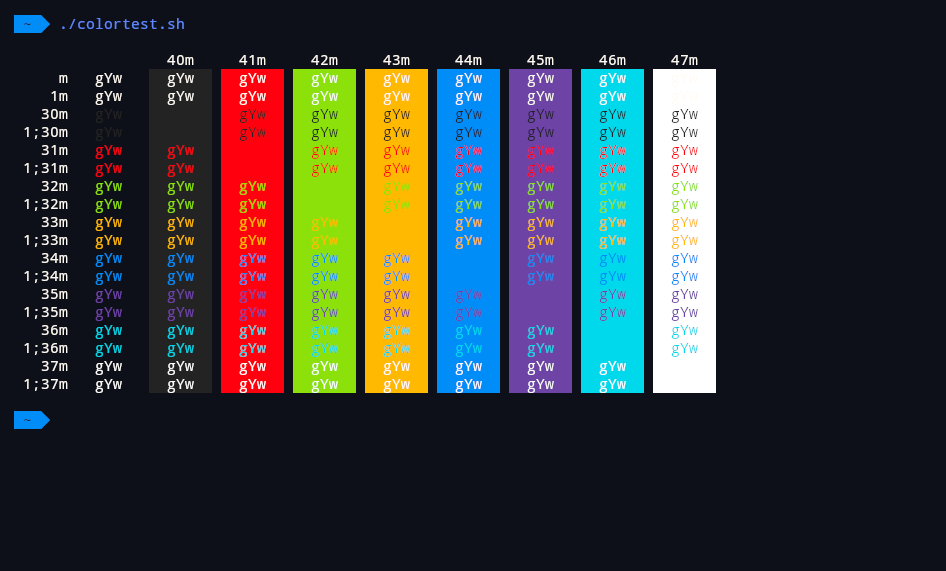 ~ ./colortest.sh
40m 41m 42m 43m 44m 45m 46m 47m
m gYw gYw gYw gYw gYw gYw gYw gYw
1m gYw gYw gYw gYw gYw gYw gYw gYw
30m gYw gYw gYw gYw gYw gYw gYw gYw
1;30m gYw gYw gYw gYw gYw gYw gYw gYw
31m gYw gYw gYw gYw gYw gYw gYw gYw
1;31m gYw gYw gYw gYw gYw gYw gYw gYw
32m gYw gYw gYw gYw gYw gYw gYw gYw
1;32m gYw gYw gYw gYw gYw gYw gYw gYw
33m gYw gYw gYw gYw gYw gYw gYw gYw
1;33m gYw gYw gYw gYw gYw gYw gYw gYw
34m gYw gYw gYw gYw gYw gYw gYw gYw
1;34m gYw gYw gYw gYw gYw gYw gYw gYw
35m gYw gYw gYw gYw gYw gYw gYw gYw
1;35m gYw gYw gYw gYw gYw gYw gYw gYw
36m gYw gYw gYw gYw gYw gYw gYw gYw
1;36m gYw gYw gYw gYw gYw gYw gYw gYw
37m gYw gYw gYw gYw gYw gYw gYw gYw
1;37m gYw gYw gYw gYw gYw gYw gYw gYw
~